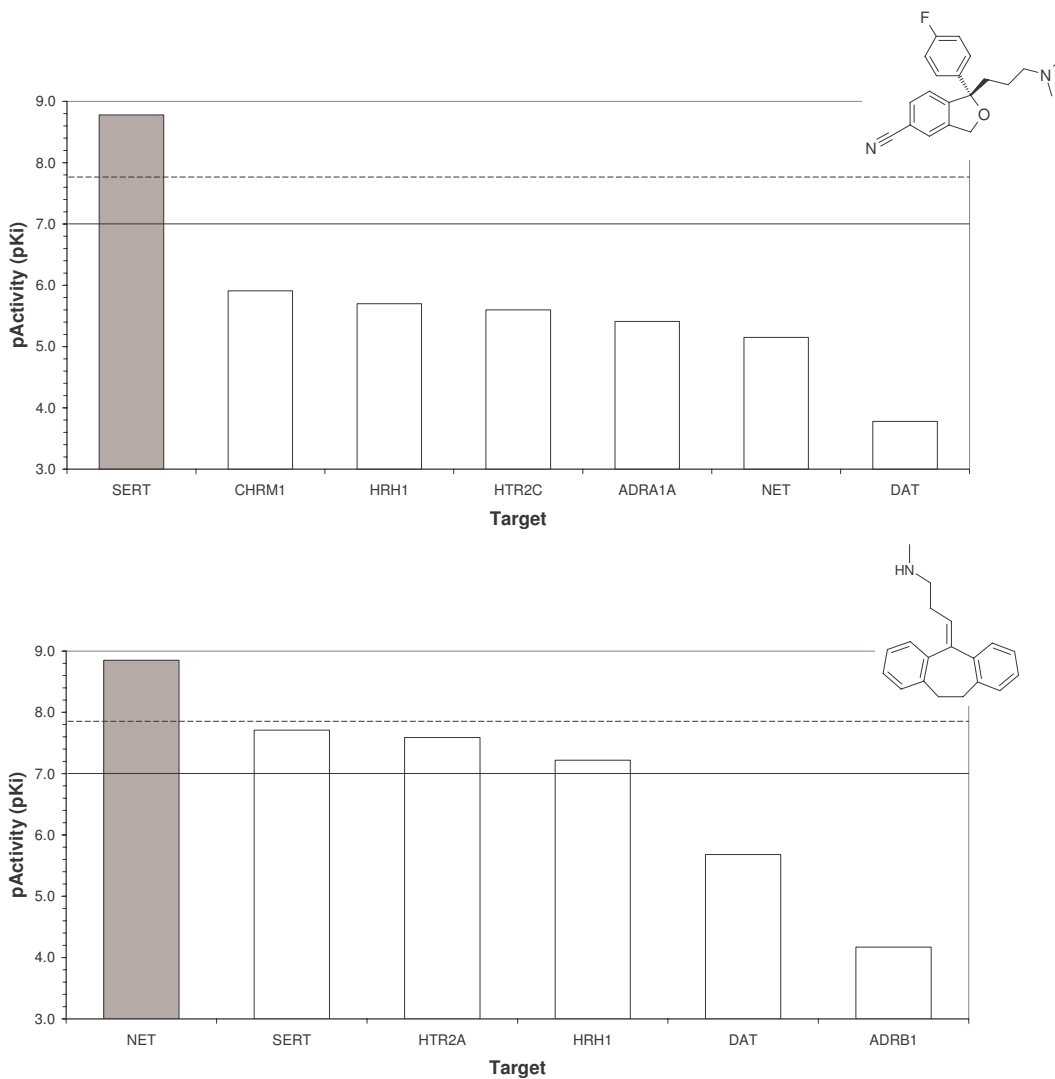 F
N
O
N
9.0
8.0
7.0
6.0
5.0
4.0
3.0
pActivity (pKi)
SERT CHRM1 HRH1 HTR2C ADRA1A NET DAT
Target
HN
9.0
8.0
7.0
6.0
5.0
4.0
3.0
pActivity (pKi)
NET SERT HTR2A HRH1 DAT ADRB1
Target